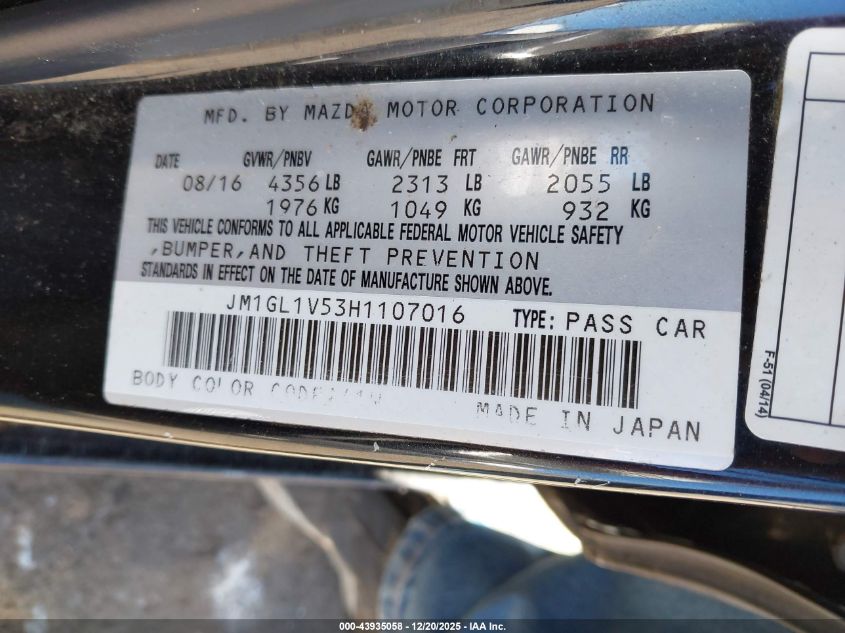 MFD. BY MAZDA MOTOR CORPORATION
DATE GVWR/PNBV GAWR/PNBE FRT GAWR/PNBE RR
08/16 4356 LB 2313 LB 2055 LB
1976 KG 1049 KG 932 KG
THIS VEHICLE CONFORMS TO ALL APPLICABLE FEDERAL MOTOR VEHICLE SAFETY
,BUMPER,AND THEFT PREVENTION
STANDARDS IN EFFECT ON THE DATE OF MANUFACTURE SHOWN ABOVE.
JM1GL1V53H1107016 TYPE: PASS CAR
BODY COLOR CODE
MADE IN JAPAN
F-51 (04/14)
000-43935058 - 12/20/2025 - IAA Inc.